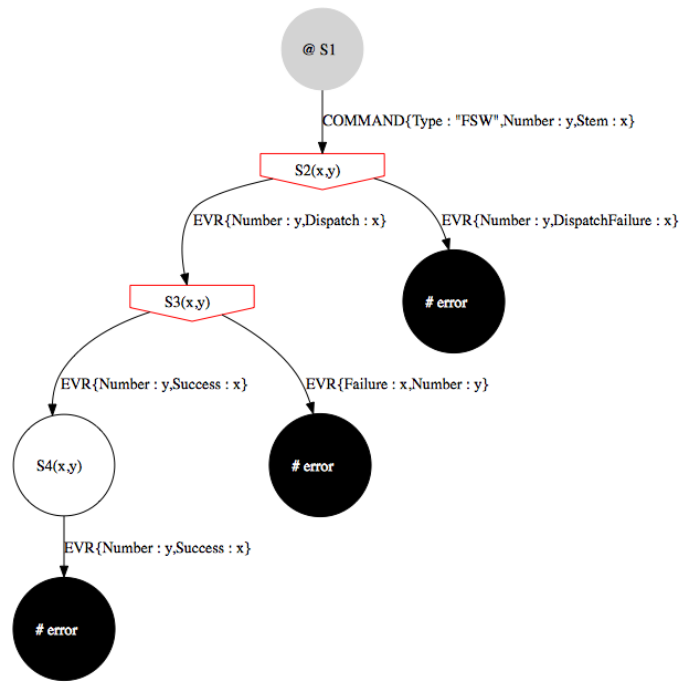 @ S1
COMMAND{Type : "FSW",Number : y,Stem : x}
S2(x,y)
EVR{Number : y,Dispatch : x}
EVR{Number : y,DispatchFailure : x}
S3(x,y)
# error
EVR{Number : y,Success : x}
EVR{Failure : x,Number : y}
S4(x,y)
# error
EVR{Number : y,Success : x}
# error